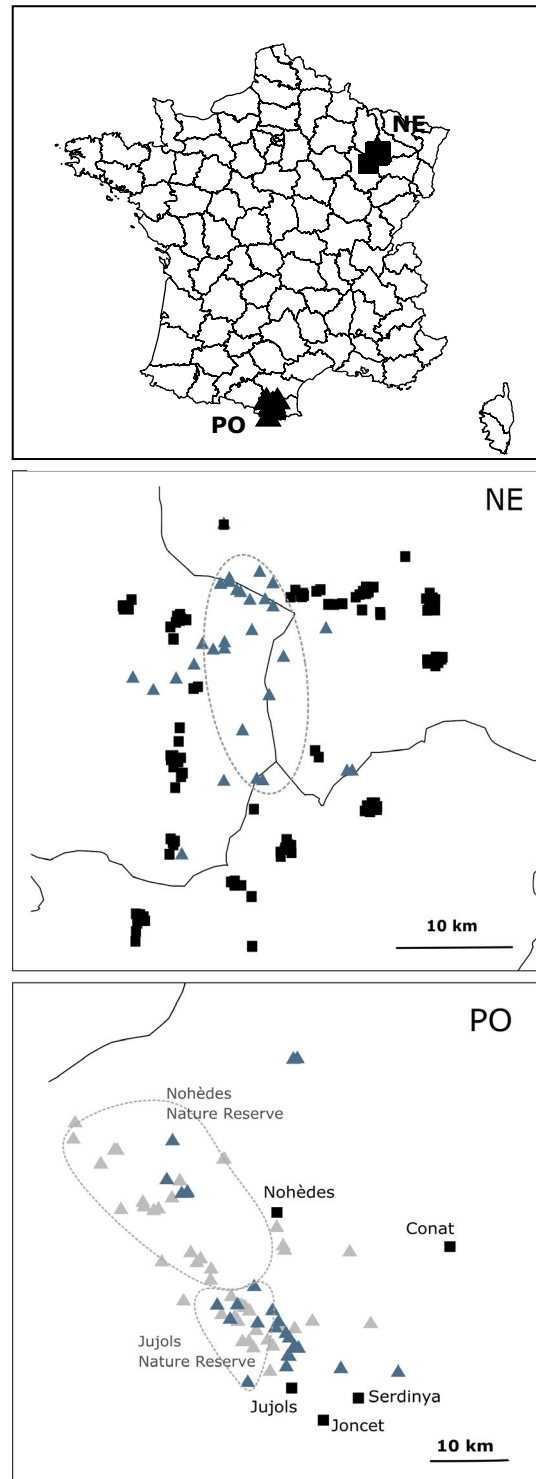 NE
PO
NE
10 km
PO
Nohèdes
Nature Reserve
Nohèdes
Conat
Jujols
Nature Reserve
Jujols
Serdinya
Joncet
10 km